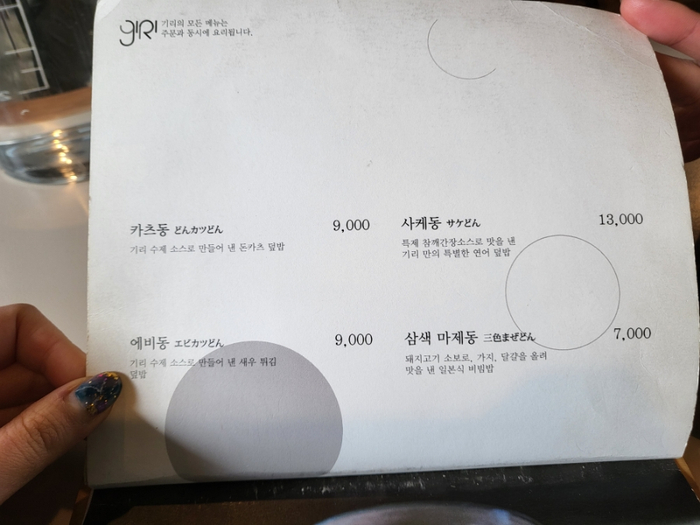 gIRI
기리의 모든 메뉴는
주문과 동시에 요리됩니다.
카츠동 どんカツどん 9,000
기리 수제 소스로 만들어 낸 돈카츠 덮밥
사케동 サケどん 13,000
특제 참깨간장소스로 맛을 낸
기리 만의 특별한 연어 덮밥
에비동 エビカツどん 9,000
기리 수제 소스로 만들어 낸 새우 튀김
덮밥
삼색 마제동 三色まぜどん 7,000
돼지고기 소보로, 가지, 달걀을 올려
맛을 낸 일본식 비빔밥